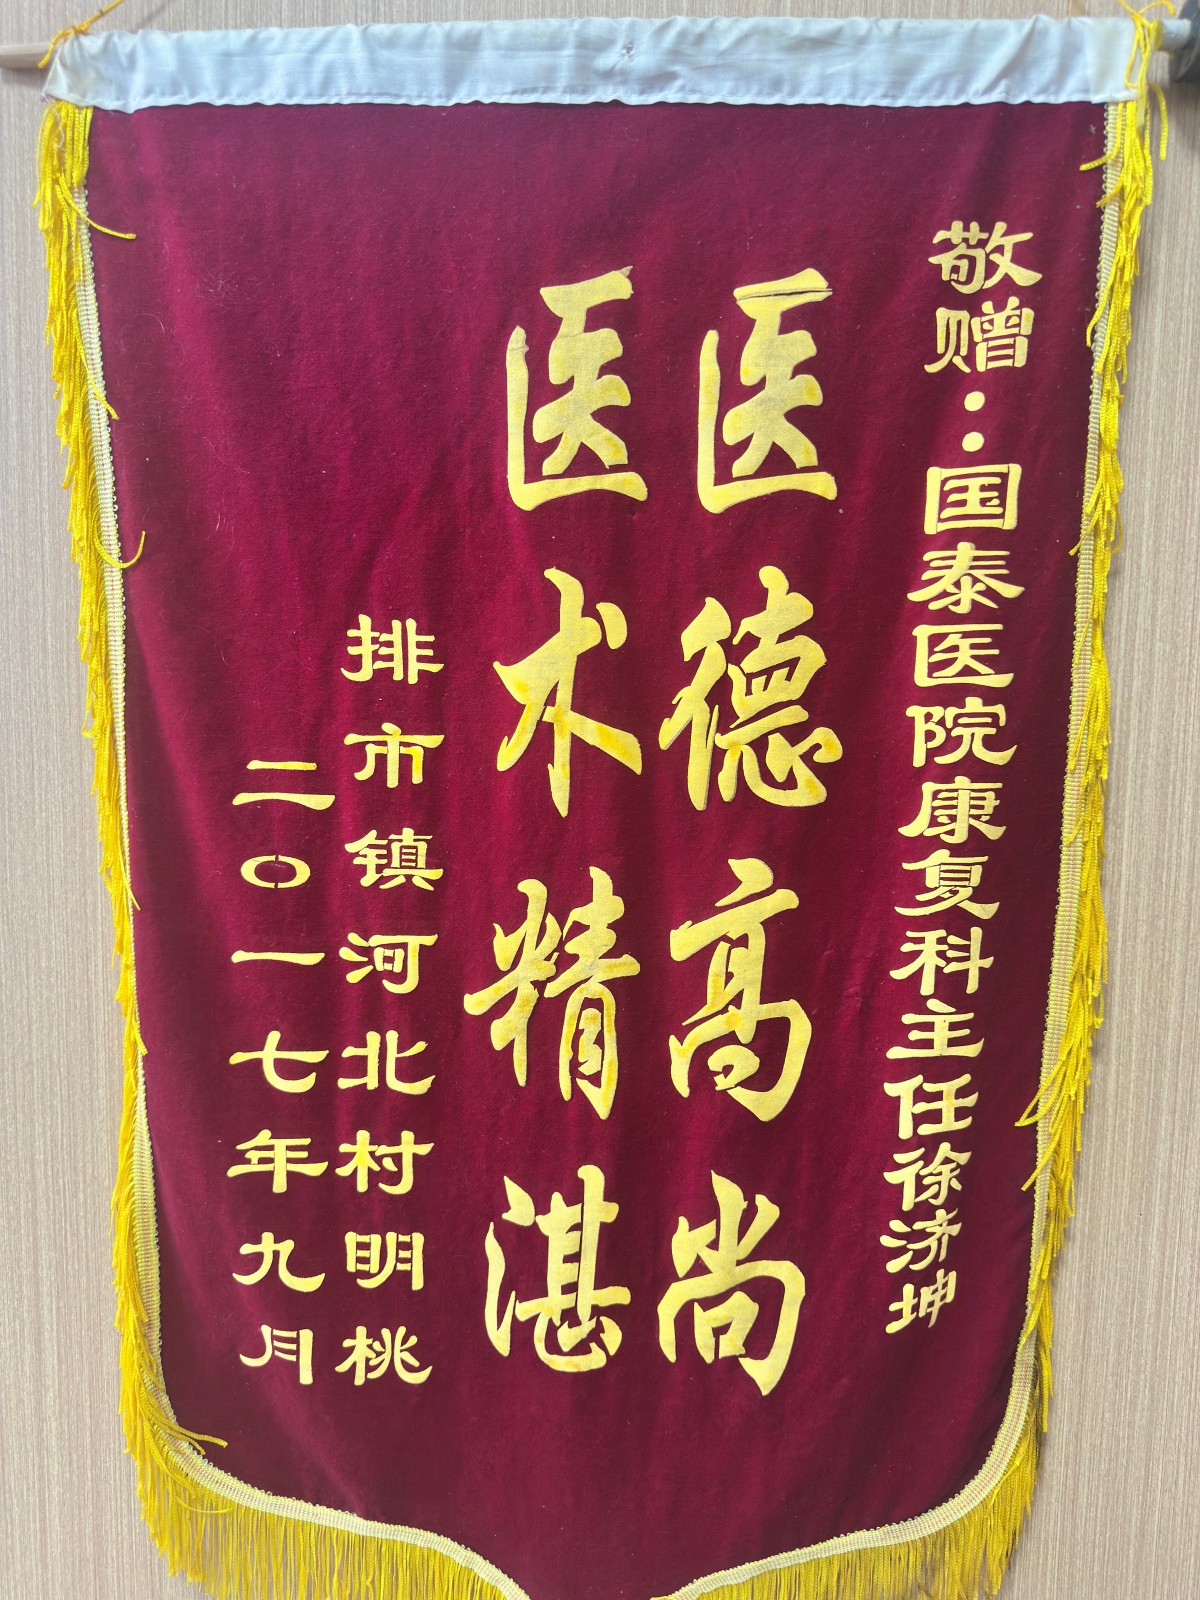 敬赠：国泰医院康复科主任徐济坤
医德高尚
医术精湛
排市镇河北村明桃
二〇一七年九月